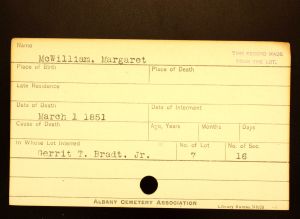 Name
McWilliam, Margaret
THIS RECORD MADE
FROM THE LOT.
Place of Birth
Place of Death
Late Residence
Date of Death
Date of Interment
March 1 1851
Cause of Death
Age, Years
Months
Days
In Whose Lot Interred
No. of Lot
No. of Sec.
Gerrit T. Bradt, Jr.
7
16
ALBANY CEMETERY ASSOCIATION
Library Bureau